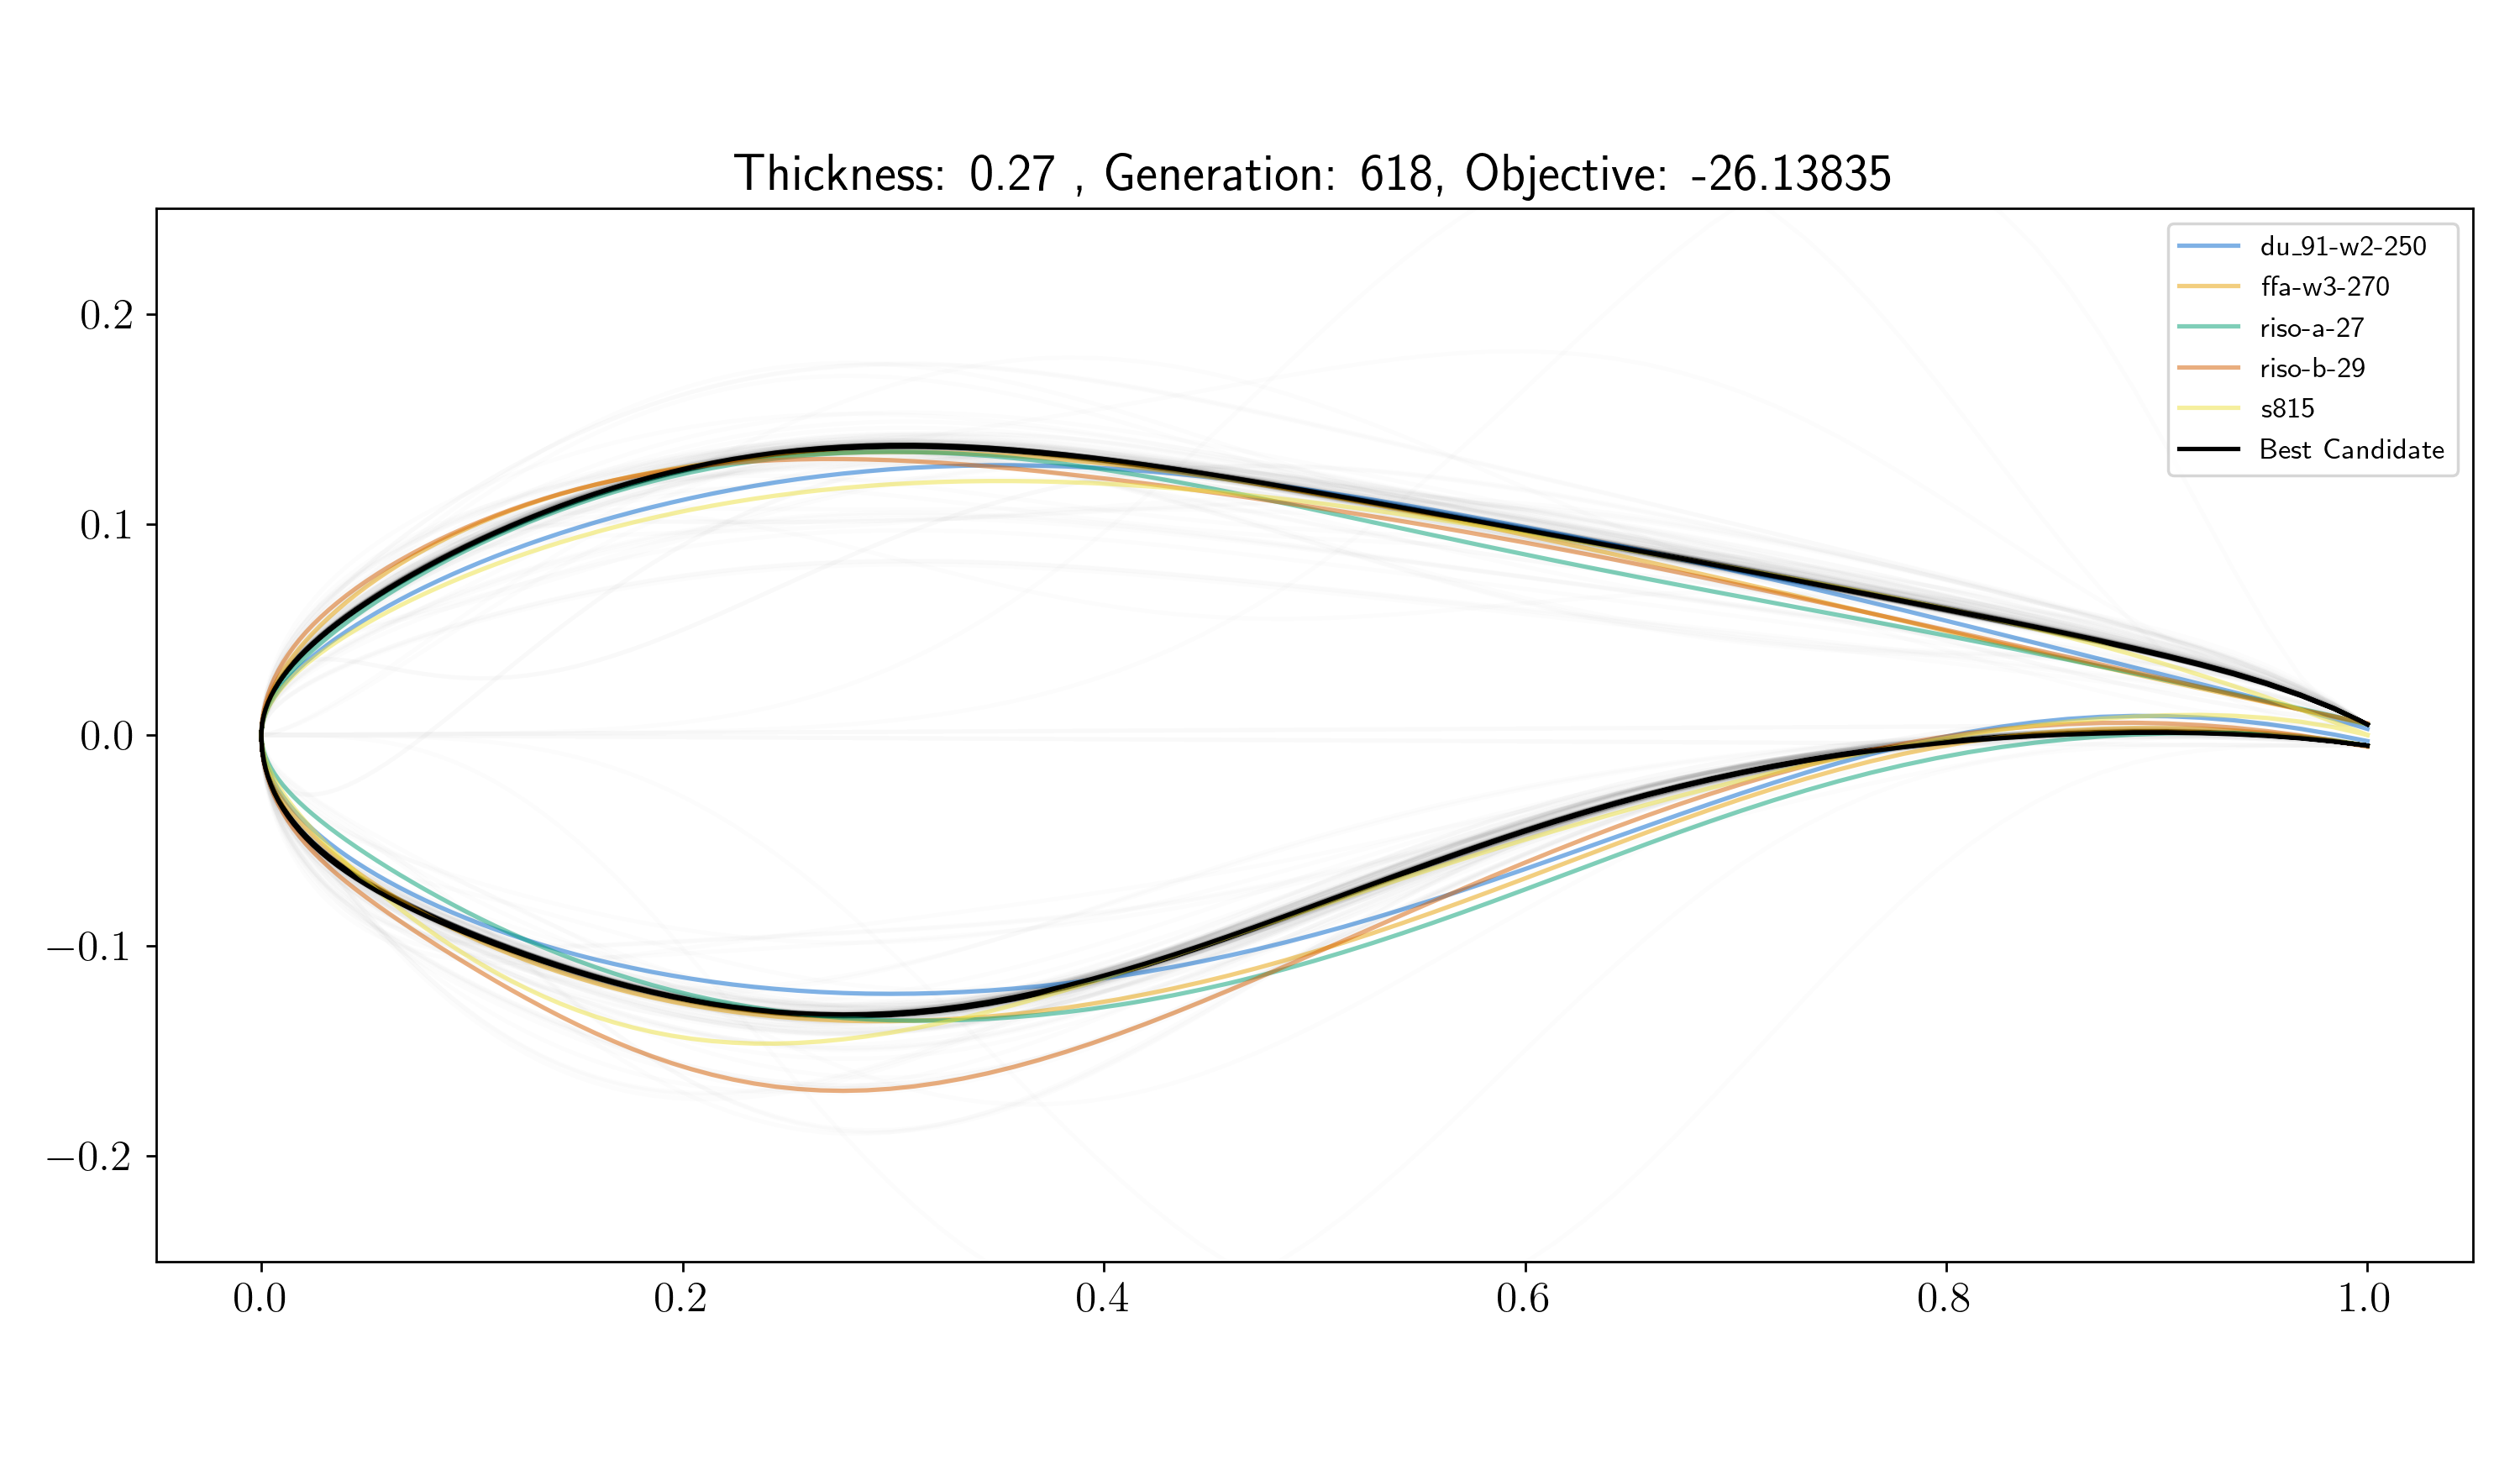 Thickness: 0.27 , Generation: 618, Objective: -26.13835
du_91-w2-250
ffa-w3-270
riso-a-27
riso-b-29
s815
Best Candidate
0.2
0.1
0.0
−0.1
−0.2
0.0 0.2 0.4 0.6 0.8 1.0